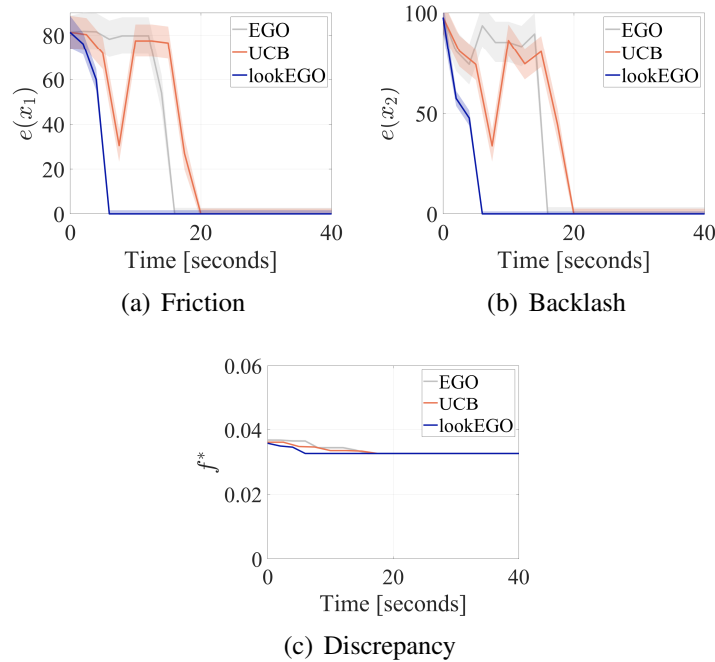 80
60
40
20
0
e(x₁)
EGO
UCB
lookEGO
0
20
40
Time [seconds]
(a) Friction
100
50
0
e(x₂)
EGO
UCB
lookEGO
0
20
40
Time [seconds]
(b) Backlash
0.06
0.04
0.02
0
f*
EGO
UCB
lookEGO
0
20
40
Time [seconds]
(c) Discrepancy